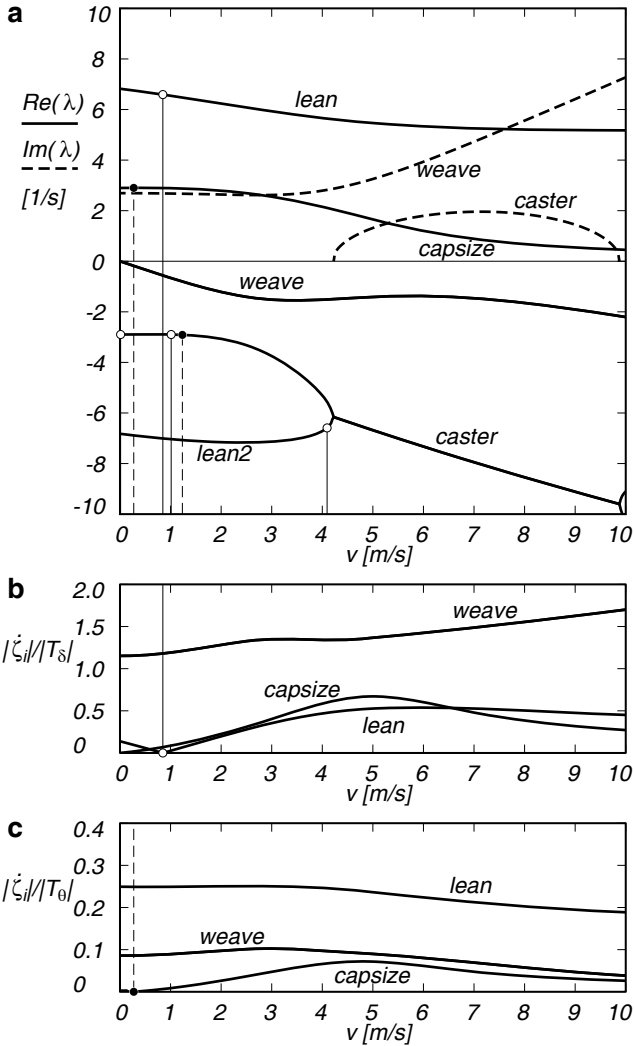 a
10
8
6
4
2
0
-2
-4
-6
-8
-10
Re(λ)
Im(λ)
[1/s]
lean
weave
caster
capsize
weave
lean2
caster
0 1 2 3 4 5 6 7 8 9 10
v [m/s]
b
2.0
1.5
1.0
0.5
0
|ζ̇i|/|Tδ|
weave
capsize
lean
0 1 2 3 4 5 6 7 8 9 10
v [m/s]
c
0.4
0.3
0.2
0.1
0
|ζ̇i|/|Tθ|
lean
weave
capsize
0 1 2 3 4 5 6 7 8 9 10
v [m/s]